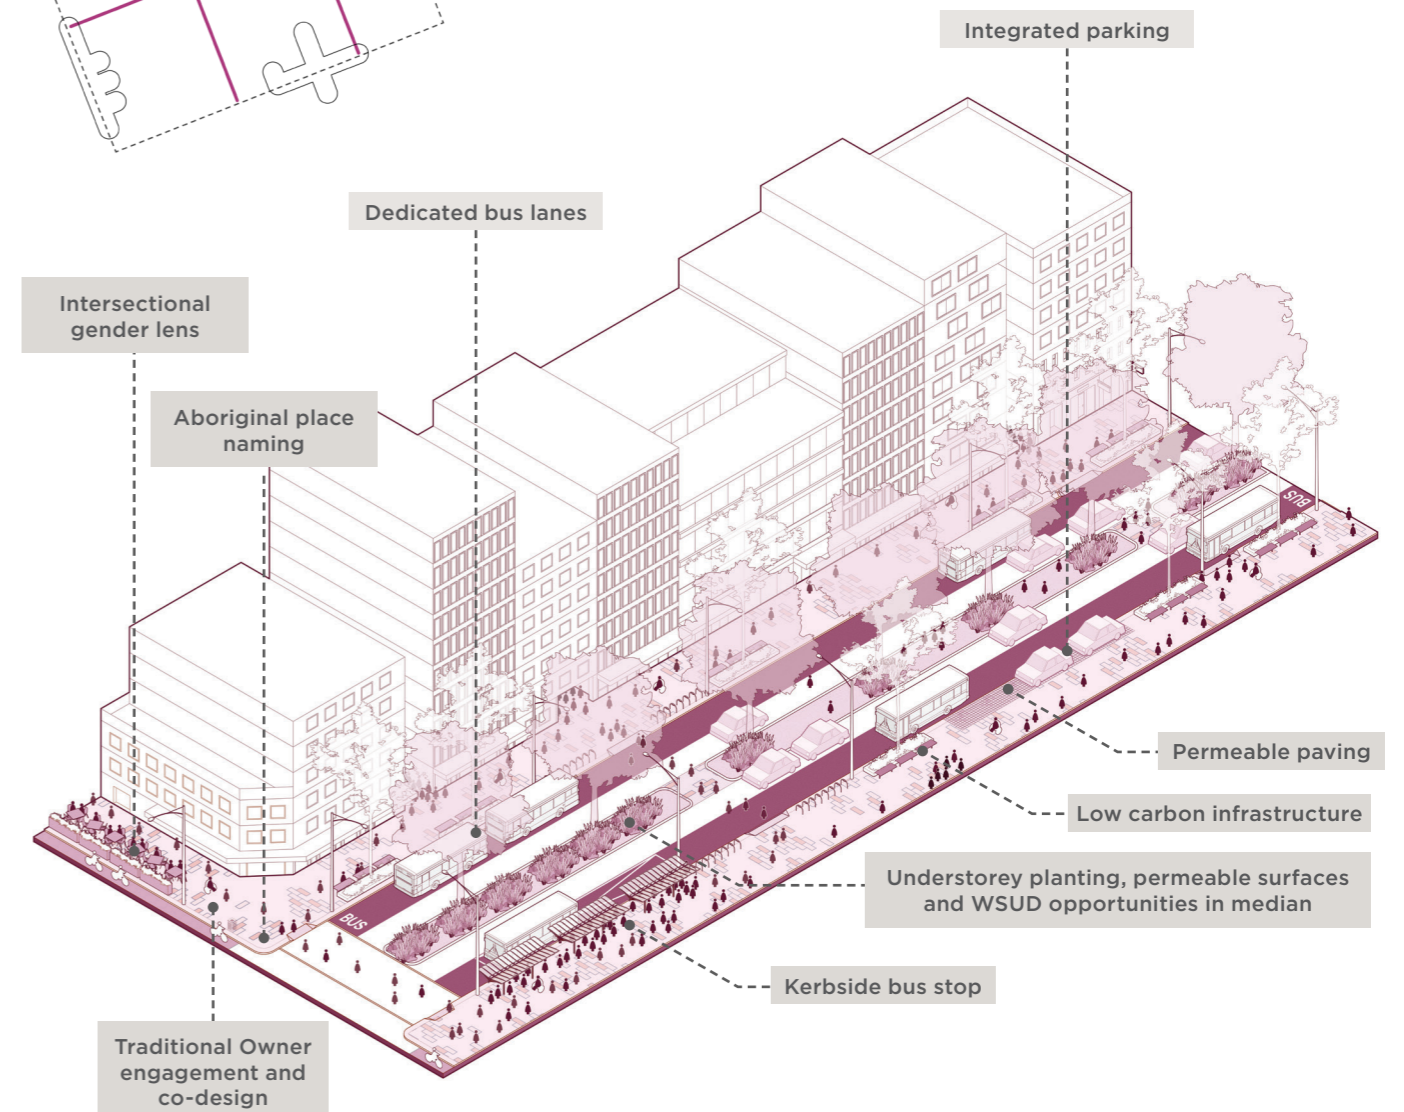 Integrated parking
Dedicated bus lanes
Intersectional
gender lens
Aboriginal place
naming
BUS
Permeable paving
Low carbon infrastructure
Understorey planting, permeable surfaces
and WSUD opportunities in median
BUS
Kerbside bus stop
Traditional Owner
engagement and
co-design